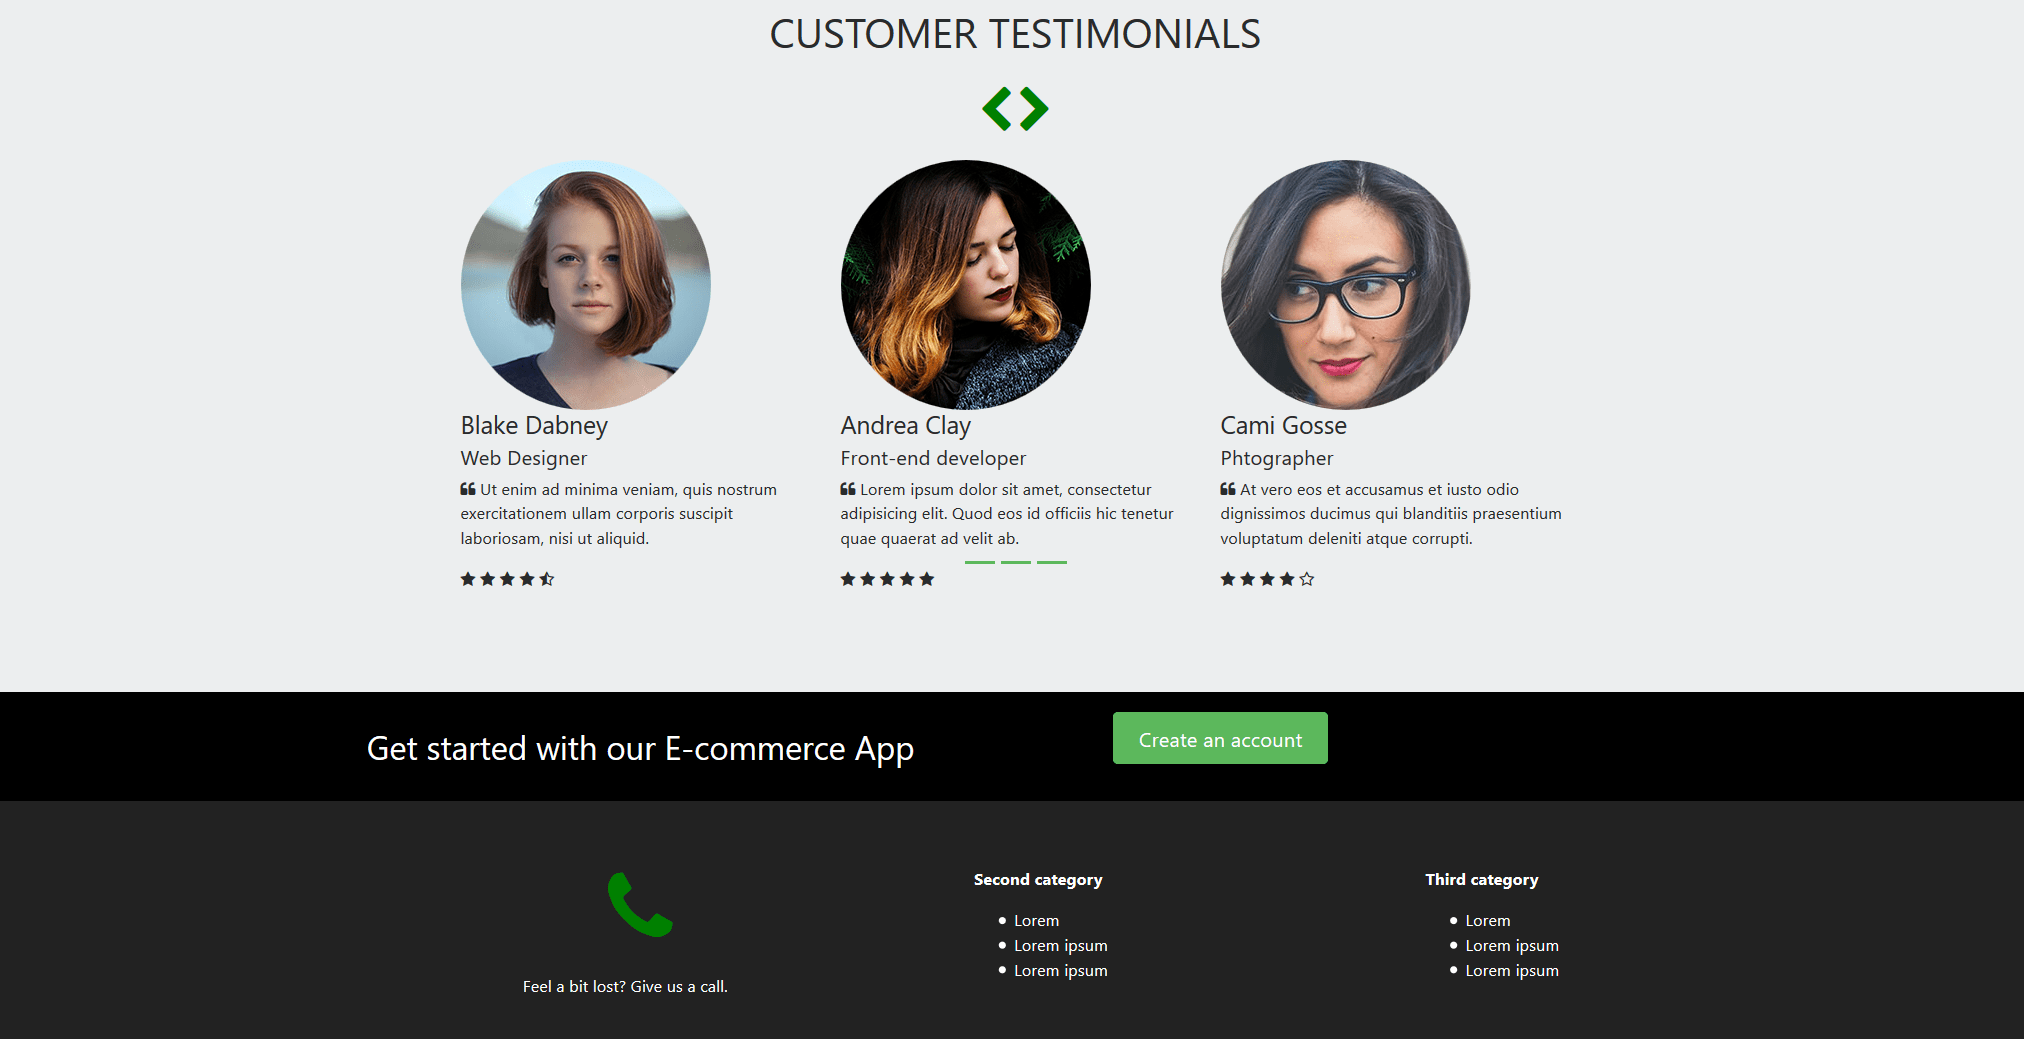 CUSTOMER TESTIMONIALS
Blake Dabney
Web Designer
Ut enim ad minima veniam, quis nostrum
exercitationem ullam corporis suscipit
laboriosam, nisi ut aliquid.
Andrea Clay
Front-end developer
Lorem ipsum dolor sit amet, consectetur
adipisicing elit. Quod eos id officiis hic tenetur
quae quaerat ad velit ab.
Cami Gosse
Phtographer
At vero eos et accusamus et iusto odio
dignissimos ducimus qui blanditiis praesentium
voluptatum deleniti atque corrupti.
Get started with our E-commerce App
Create an account
Feel a bit lost? Give us a call.
Second category
Lorem
Lorem ipsum
Lorem ipsum
Third category
Lorem
Lorem ipsum
Lorem ipsum